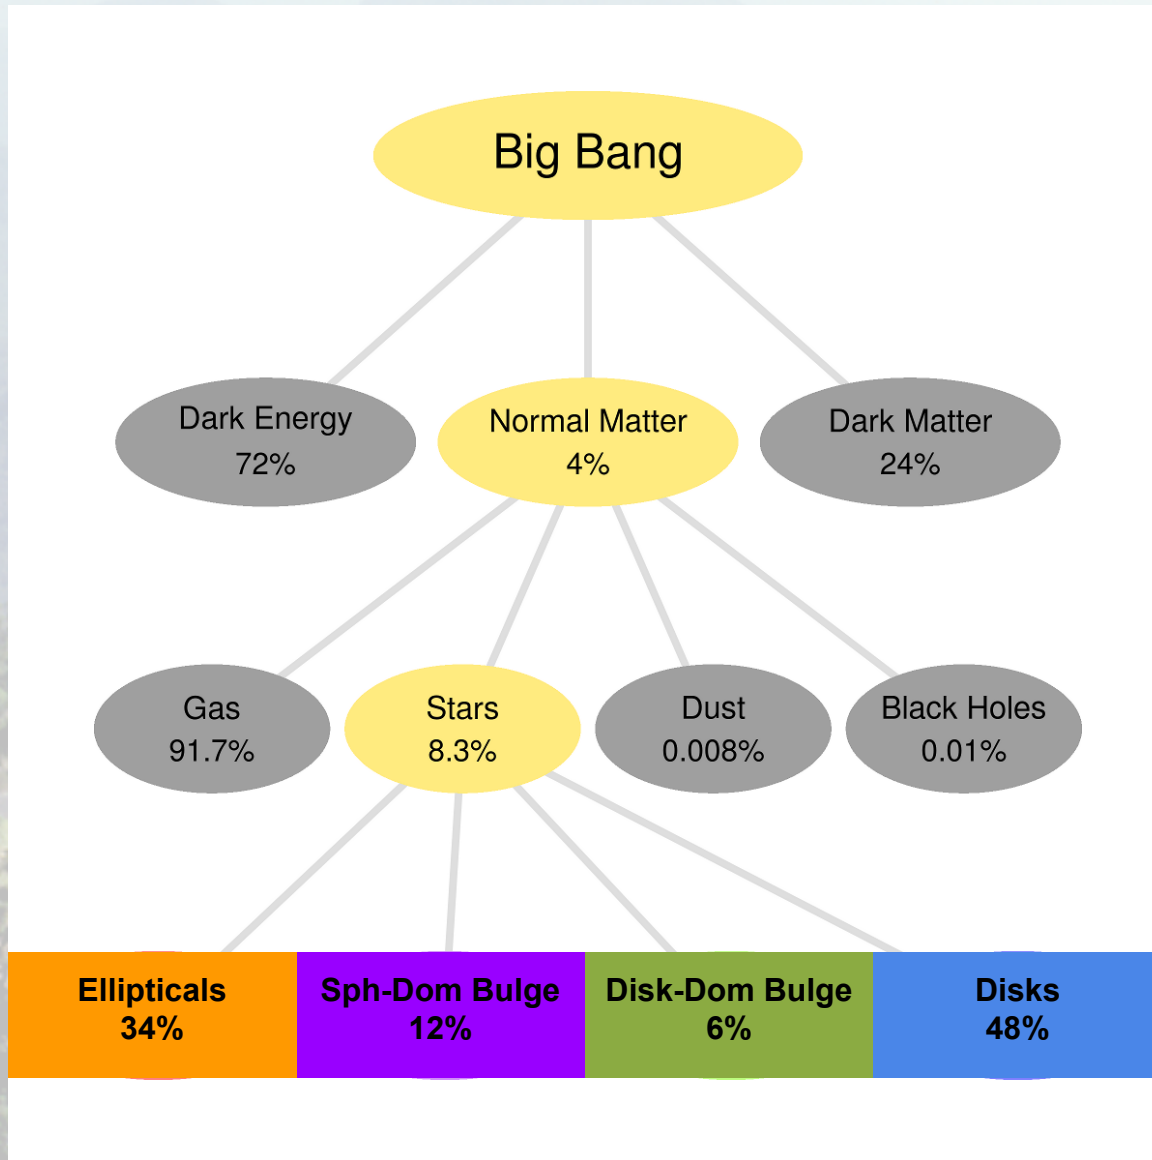 Big Bang
Dark Energy
72%
Normal Matter
4%
Dark Matter
24%
Gas
91.7%
Stars
8.3%
Dust
0.008%
Black Holes
0.01%
Ellipticals
34%
Sph-Dom Bulge
12%
Disk-Dom Bulge
6%
Disks
48%